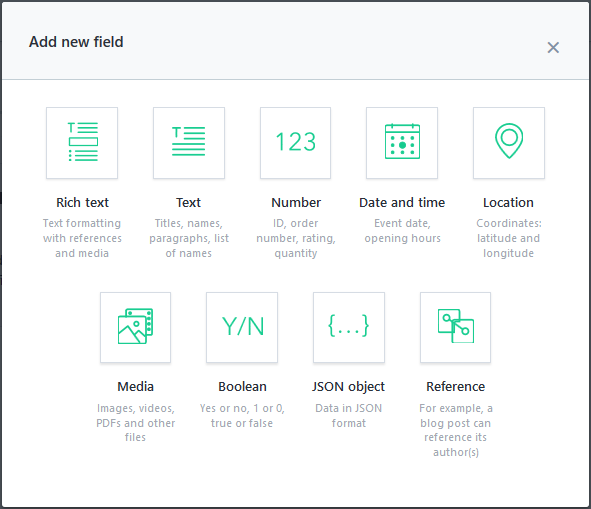 Add new field
123
Rich text
Text
Number
Date and time
Location
Text formatting
with references
and media
Titles, names,
paragraphs, list
of names
ID, order
number, rating,
quantity
Event date,
opening hours
Coordinates:
latitude and
longitude
Y/N
{...}
Media
Boolean
JSON object
Reference
Images, videos,
PDFs and other
files
Yes or no, 1 or 0,
true or false
Data in JSON
format
For example, a
blog post can
reference its
author(s)